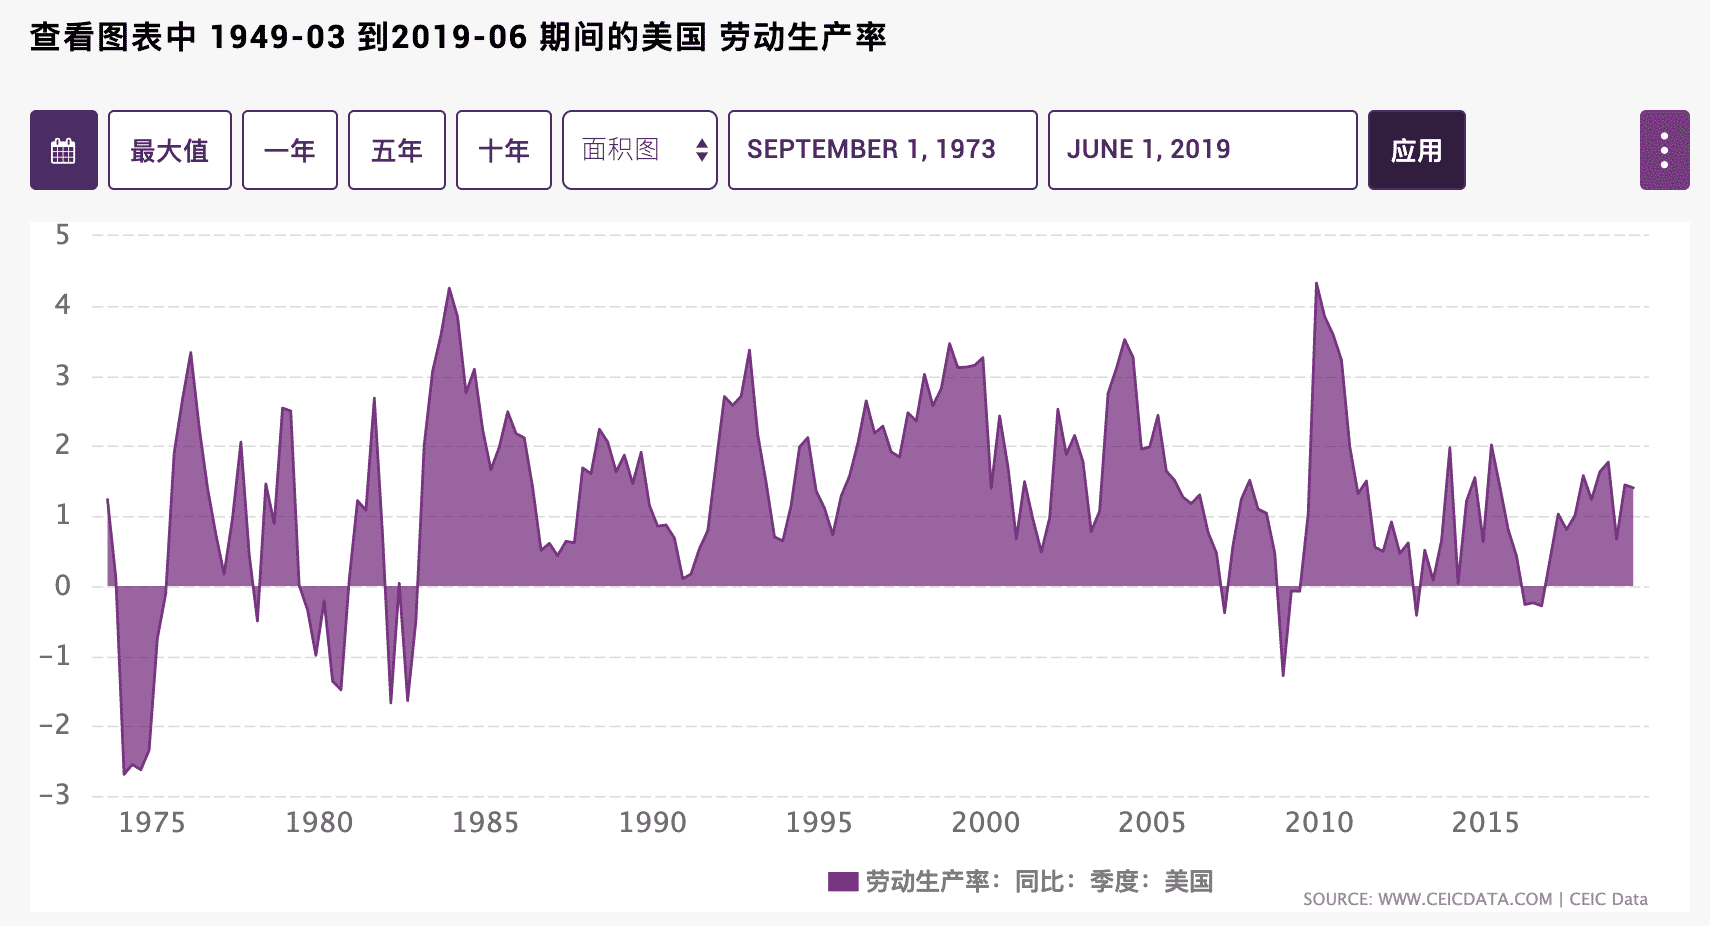 查看图表中 1949-03 到2019-06 期间的美国 劳动生产率
最大值 一年 五年 十年 面积图 SEPTEMBER 1, 1973 JUNE 1, 2019 应用
5
4
3
2
1
0
−1
−2
−3
1975 1980 1985 1990 1995 2000 2005 2010 2015
劳动生产率：同比：季度：美国
SOURCE: WWW.CEICDATA.COM | CEIC Data